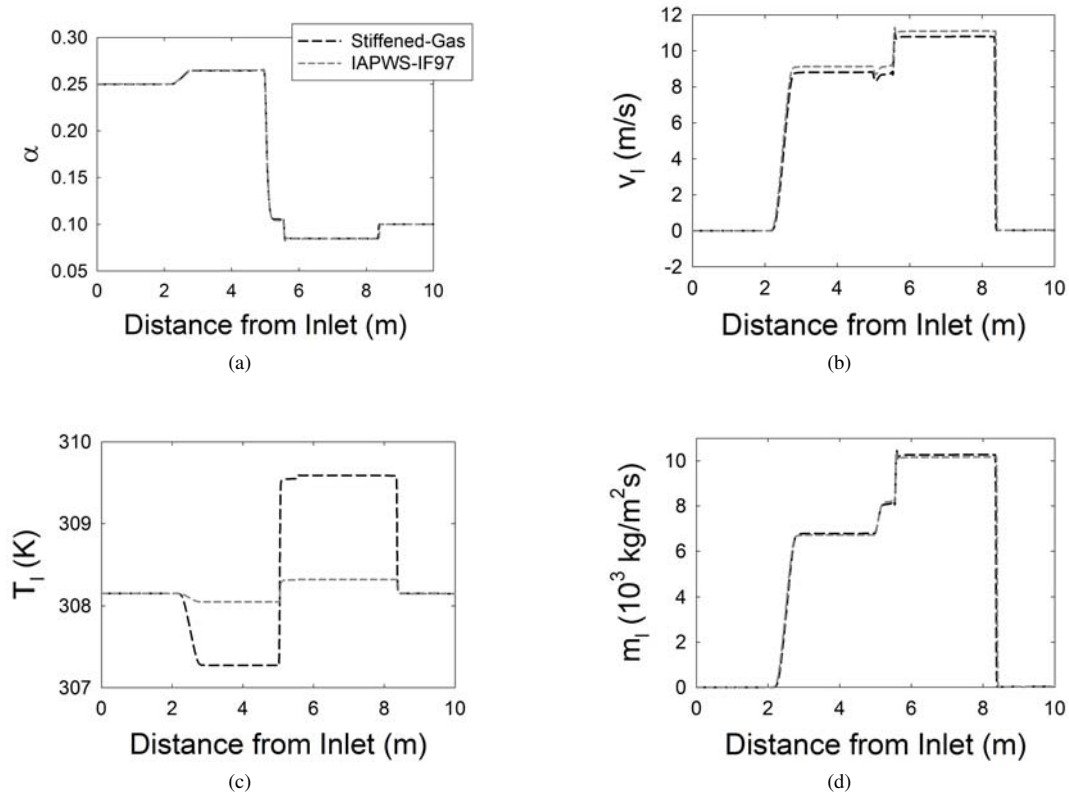 0.30
0.25
0.20
0.15
0.10
0.05
α
Stiffened-Gas
IAPWS-IF97
0 2 4 6 8 10
Distance from Inlet (m)
(a)
12
10
8
6
4
2
0
-2
v_l (m/s)
0 2 4 6 8 10
Distance from Inlet (m)
(b)
310
309
308
307
T_l (K)
0 2 4 6 8 10
Distance from Inlet (m)
(c)
10
8
6
4
2
0
m_l (10³ kg/m²s)
0 2 4 6 8 10
Distance from Inlet (m)
(d)